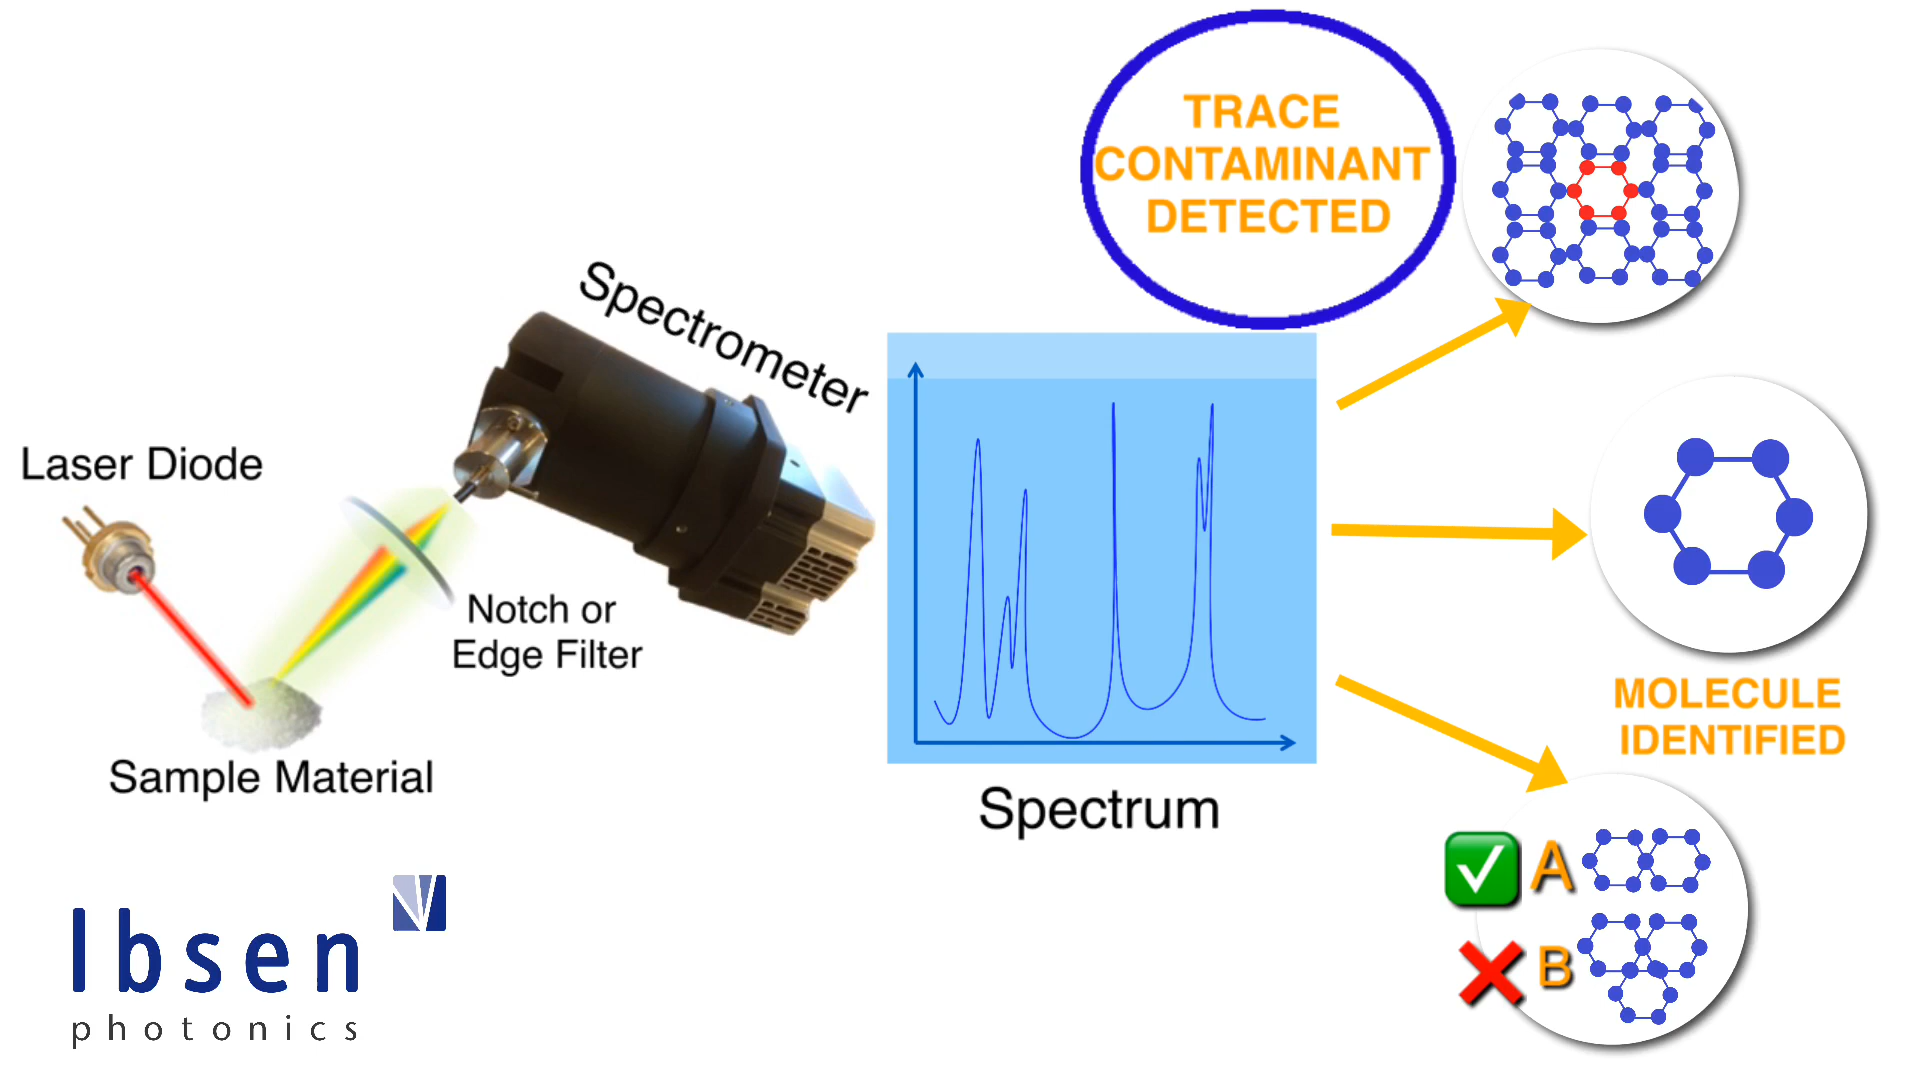 TRACE
CONTAMINANT
DETECTED
Spectrometer
Laser Diode
Notch or
Edge Filter
Sample Material
Spectrum
MOLECULE
IDENTIFIED
A
B
Ibsen
photonics